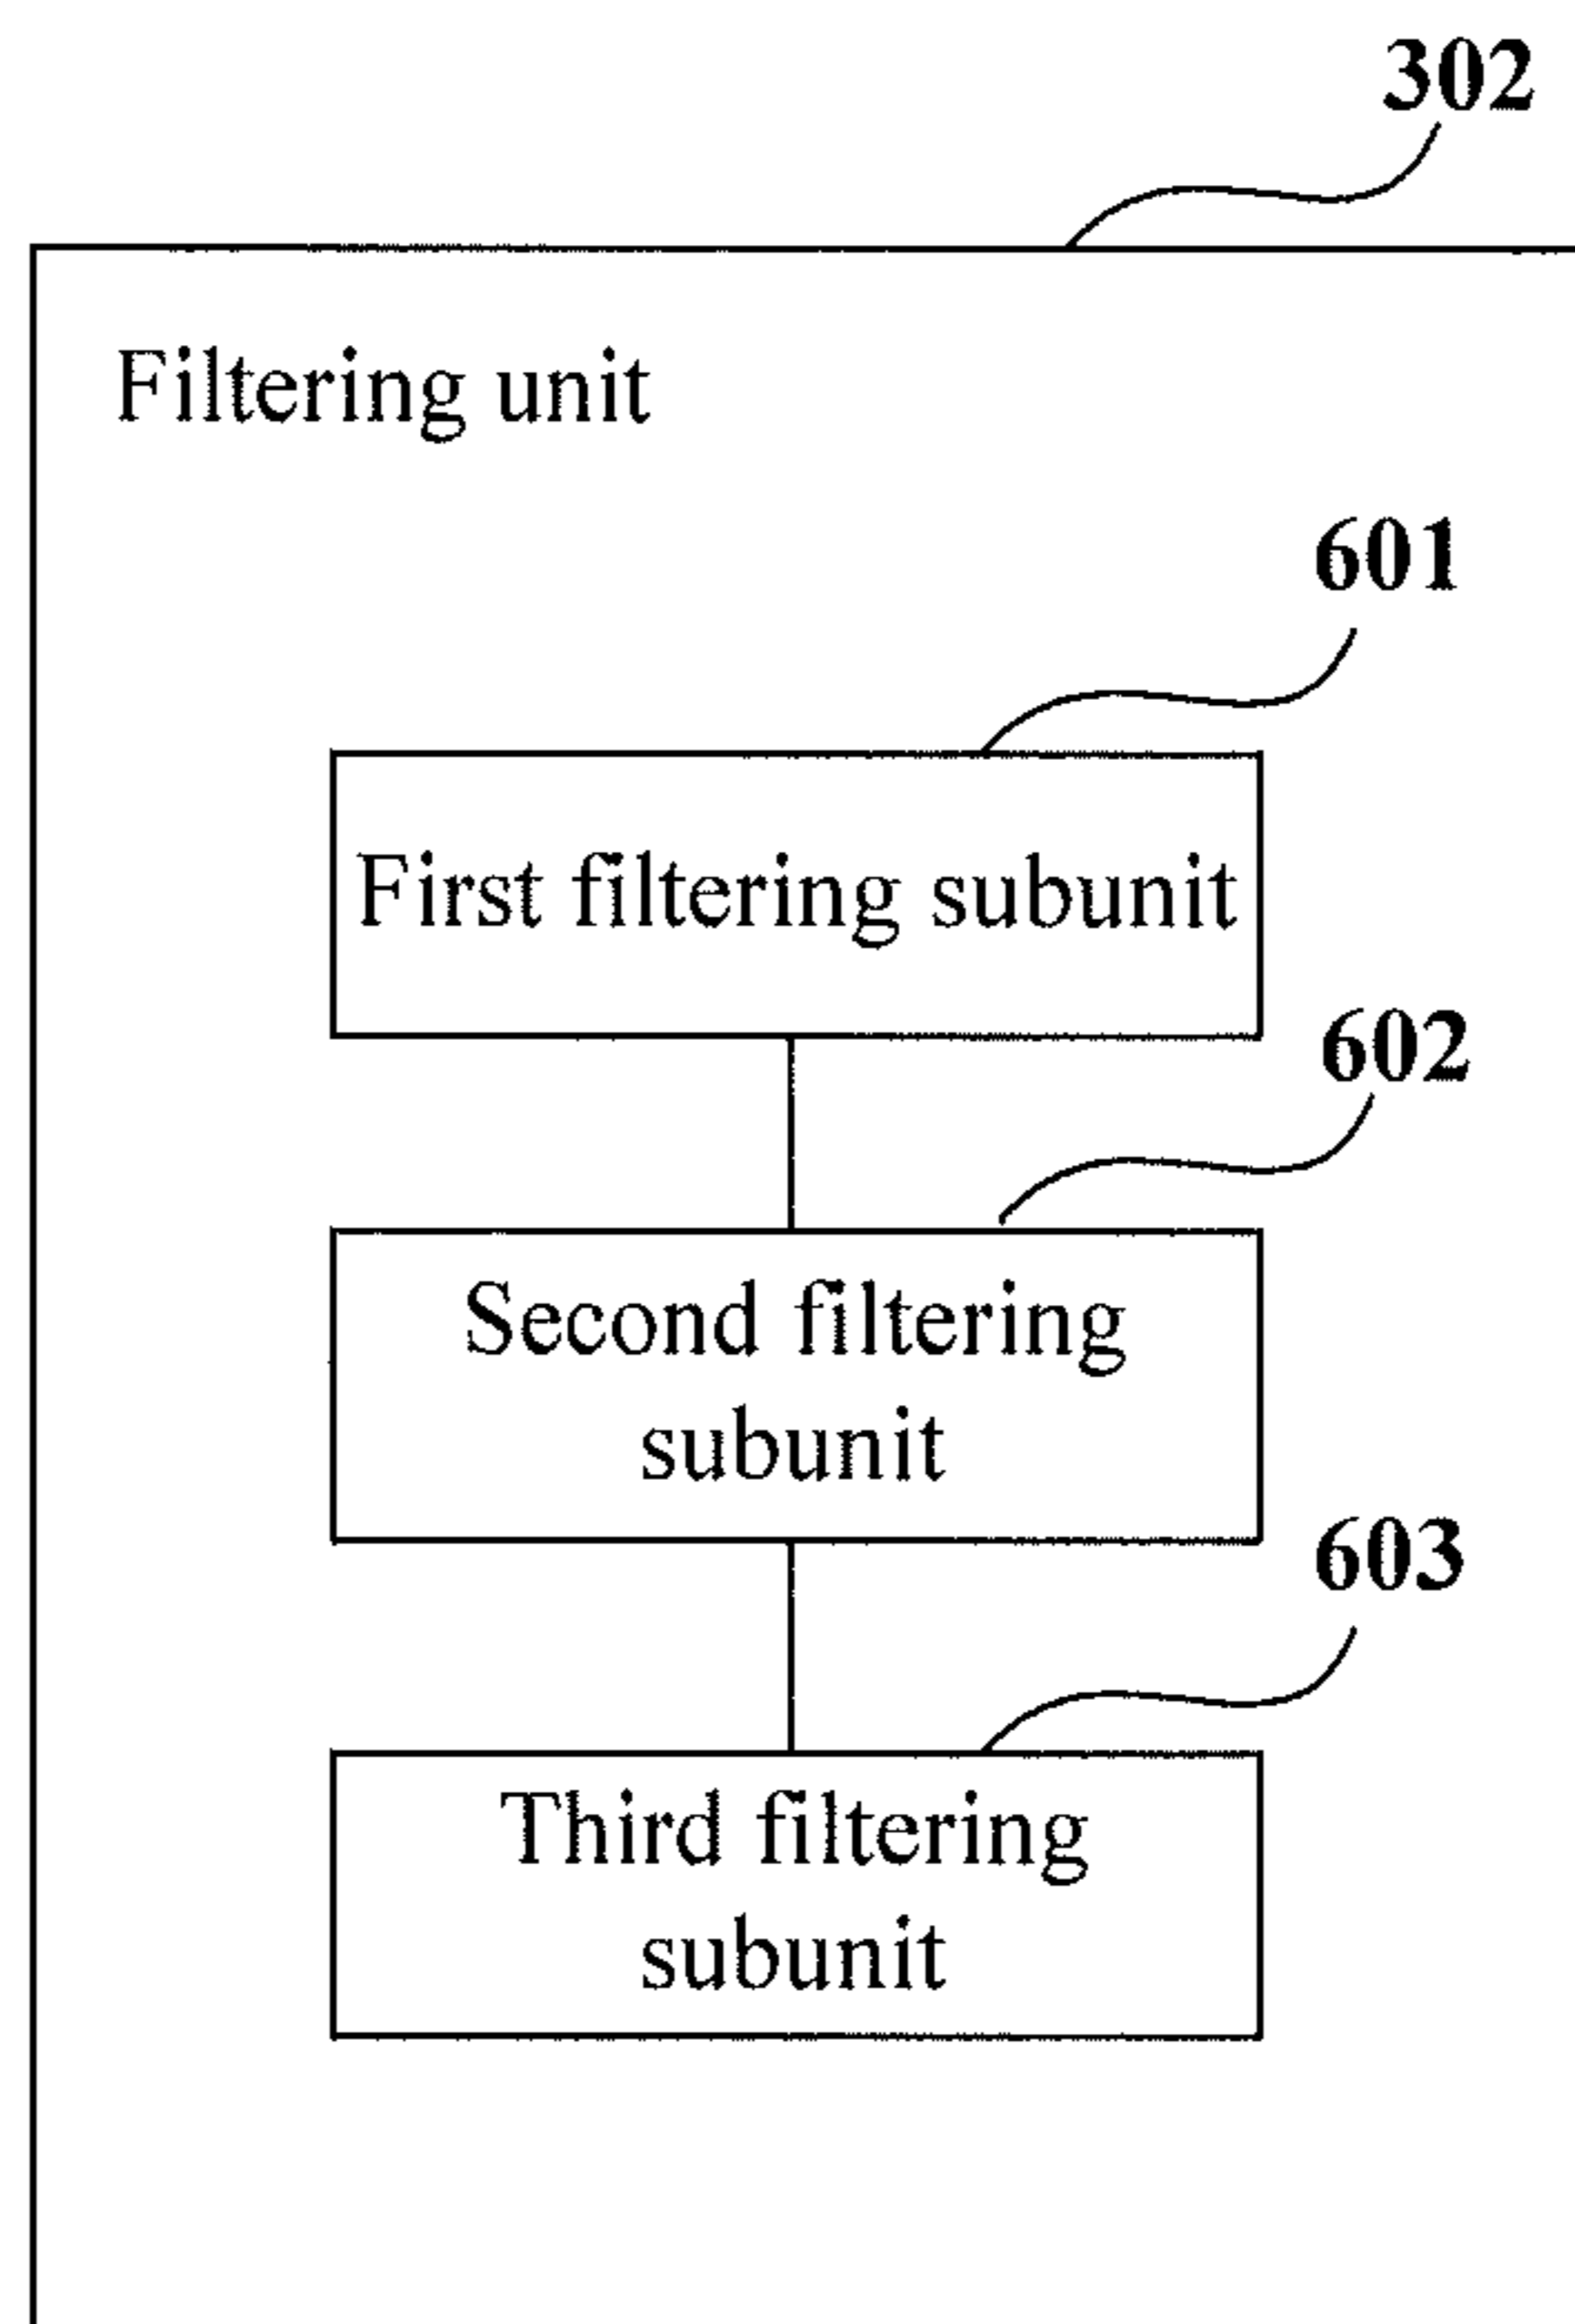 302
Filtering unit
601
First filtering subunit
602
Second filtering
subunit
603
Third filtering
subunit